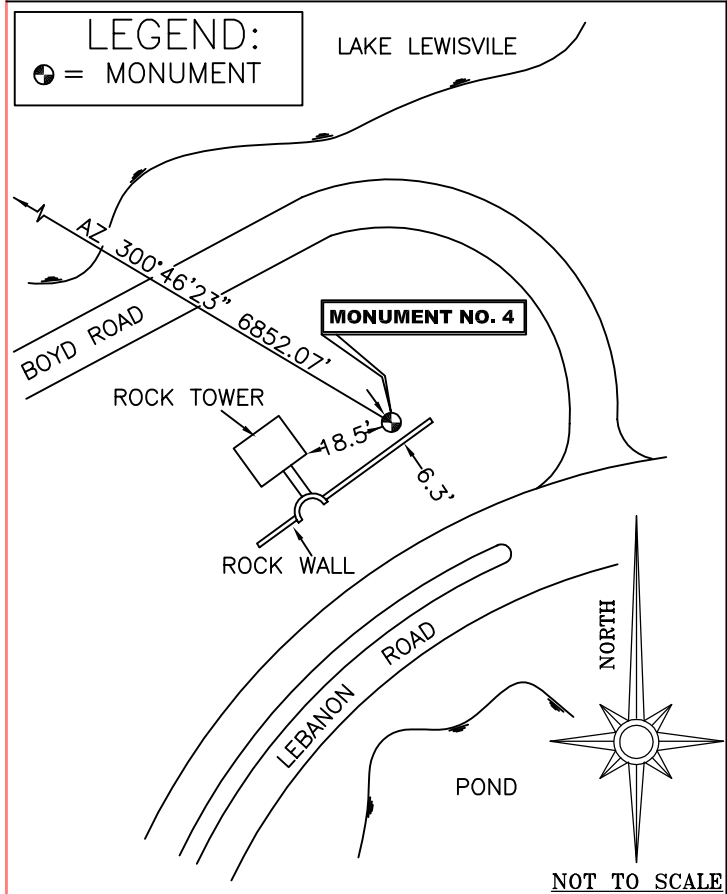 LEGEND:
= MONUMENT
LAKE LEWISVILE
AZ. 300°46'23" 6852.07'
BOYD ROAD
MONUMENT NO. 4
ROCK TOWER
18.5'
6.3'
ROCK WALL
LEBANON ROAD
NORTH
POND
NOT TO SCALE